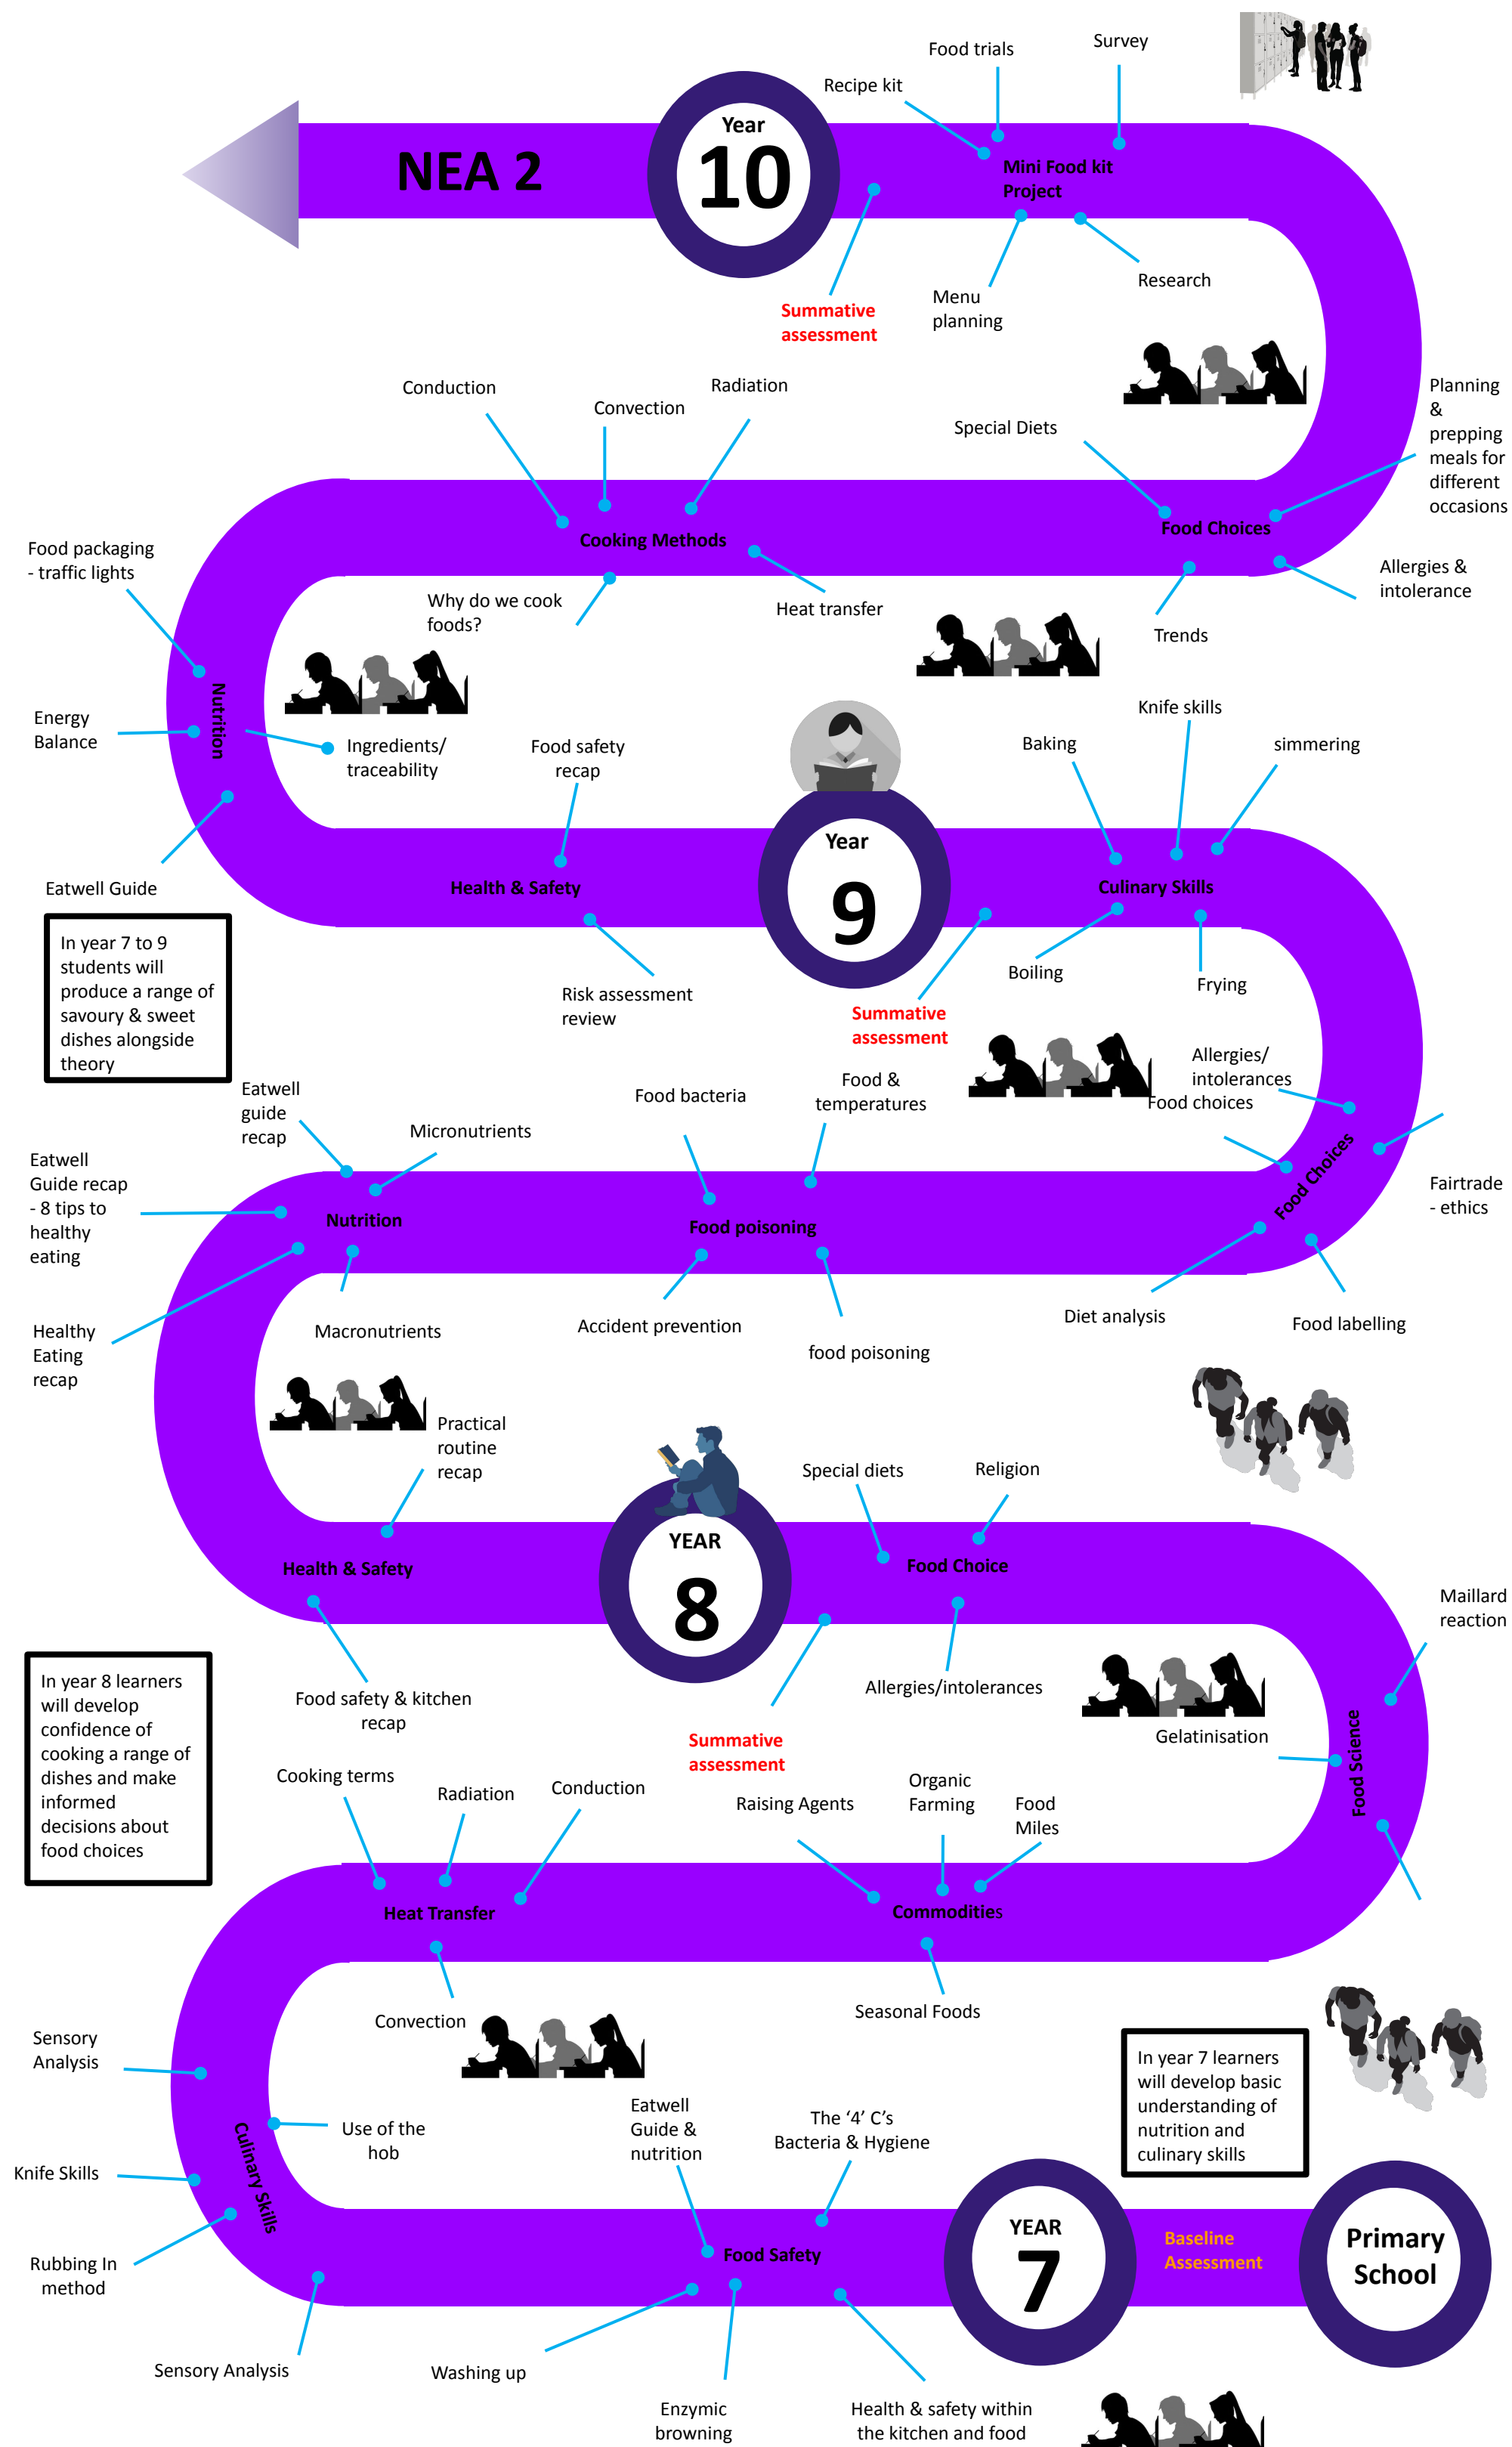 Food trials
Survey
Recipe kit
Year
10
NEA 2
Mini Food kit
Project
Research
Menu
planning
Summative
assessment
Conduction
Convection
Radiation
Special Diets
Planning
&
prepping
meals for
different
occasions
Food Choices
Cooking Methods
Food packaging
- traffic lights
Why do we cook
foods?
Heat transfer
Allergies &
intolerance
Trends
Nutrition
Energy
Balance
Ingredients/
traceability
Food safety
recap
Knife skills
Baking
simmering
Year
9
Eatwell Guide
Health & Safety
Culinary Skills
In year 7 to 9
students will
produce a range of
savoury & sweet
dishes alongside
theory
Risk assessment
review
Boiling
Frying
Summative
assessment
Allergies/
intolerances
Food choices
Eatwell
guide
recap
Food bacteria
Food &
temperatures
Micronutrients
Eatwell
Guide recap
- 8 tips to
healthy
eating
Nutrition
Food poisoning
Food Choices
Fairtrade
- ethics
Healthy
Eating
recap
Macronutrients
Accident prevention
food poisoning
Diet analysis
Food labelling
Practical
routine
recap
Special diets
Religion
YEAR
8
Health & Safety
Food Choice
Maillard
reaction
In year 8 learners
will develop
confidence of
cooking a range of
dishes and make
informed
decisions about
food choices
Food safety & kitchen
recap
Allergies/intolerances
Summative
assessment
Gelatinisation
Food Science
Cooking terms
Radiation
Conduction
Raising Agents
Organic
Farming
Food
Miles
Heat Transfer
Commodities
Convection
Seasonal Foods
Sensory
Analysis
In year 7 learners
will develop basic
understanding of
nutrition and
culinary skills
Use of the
hob
Eatwell
Guide &
nutrition
The ‘4’ C’s
Bacteria & Hygiene
Knife Skills
Culinary Skills
Rubbing In
method
Food Safety
YEAR
7
Baseline
Assessment
Primary
School
Sensory Analysis
Washing up
Enzymic
browning
Health & safety within
the kitchen and food